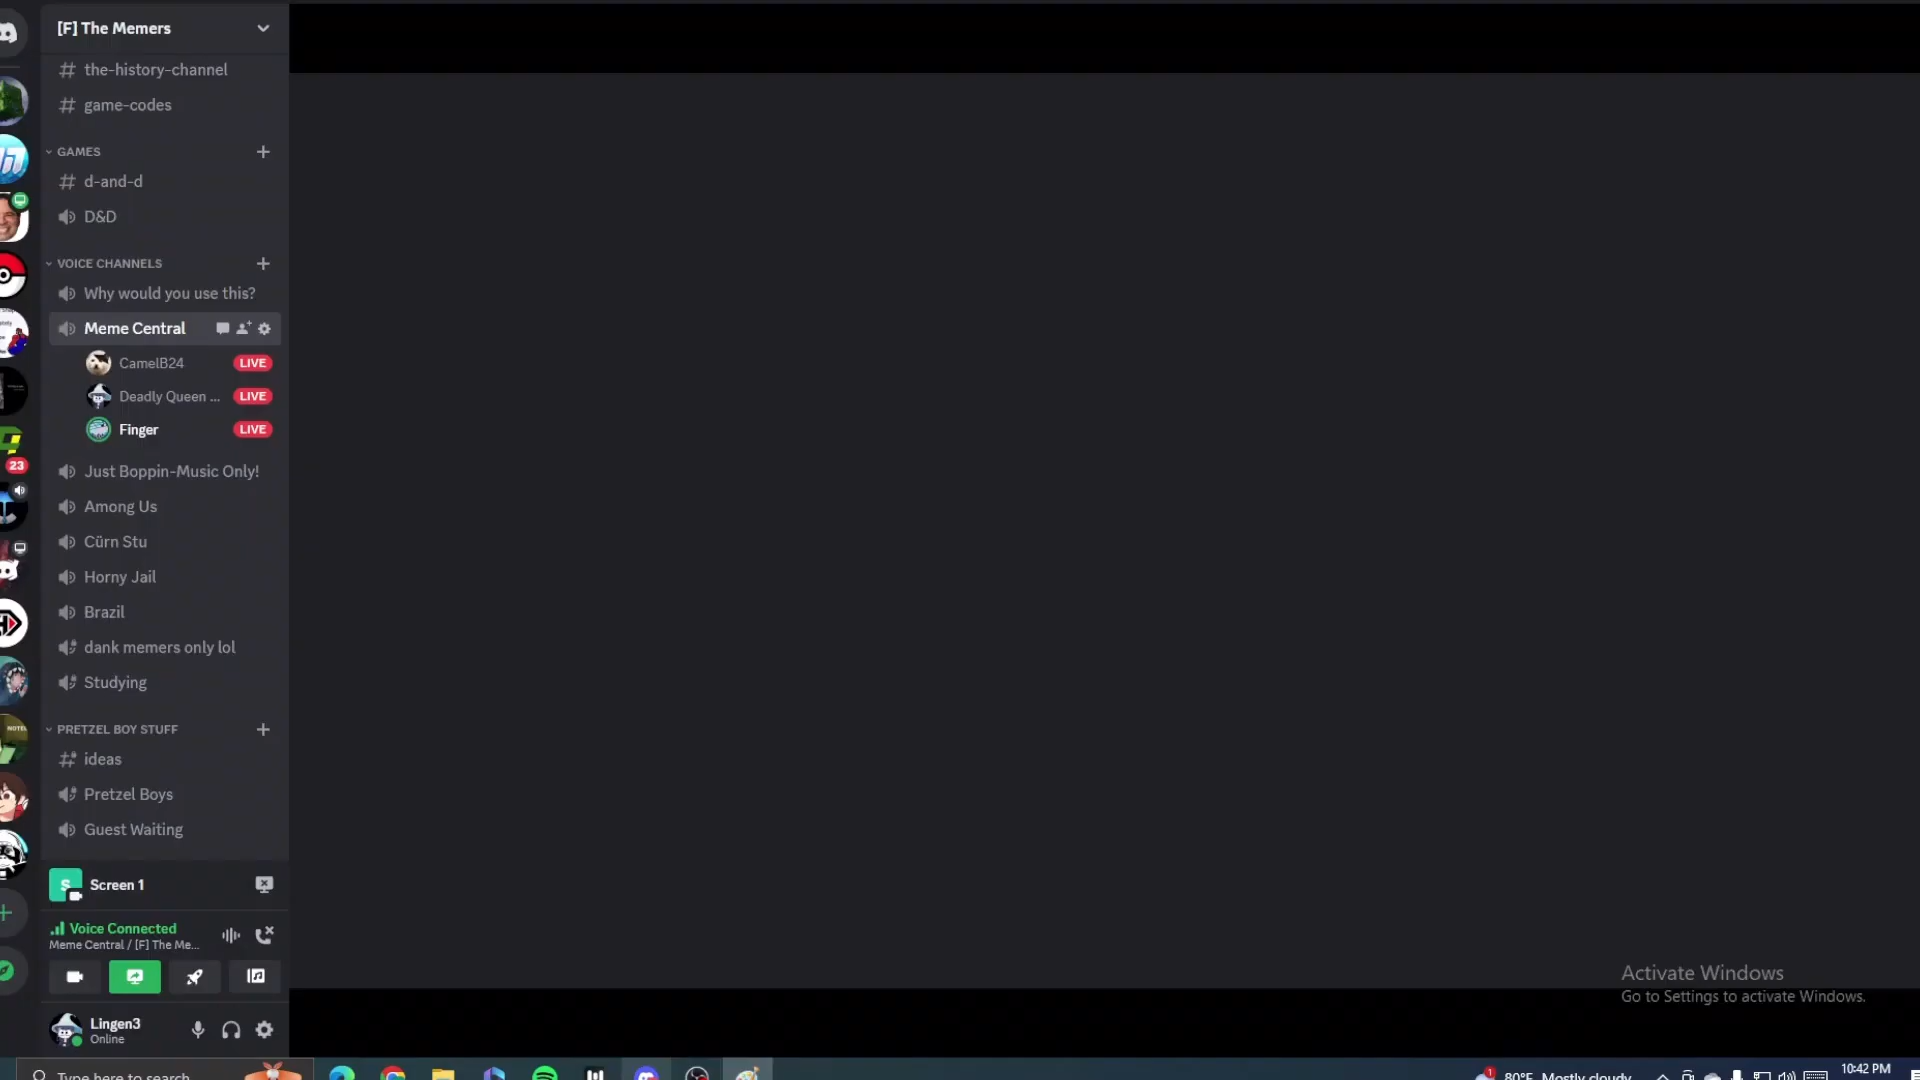 [F] The Memers
the-history-channel
game-codes
GAMES
d-and-d
D&D
VOICE CHANNELS
Why would you use this?
Meme Central
CamelB24 LIVE
Deadly Queen ... LIVE
Finger LIVE
23
Just Boppin-Music Only!
Among Us
Cūrn Stu
Horny Jail
Brazil
dank memers only lol
Studying
PRETZEL BOY STUFF
ideas
Pretzel Boys
Guest Waiting
S Screen 1
Voice Connected
Meme Central / [F] The Me...
Activate Windows
Go to Settings to activate Windows.
Lingen3
Online
Type here to search
1 80°F Mostly cloudy
10:42 PM